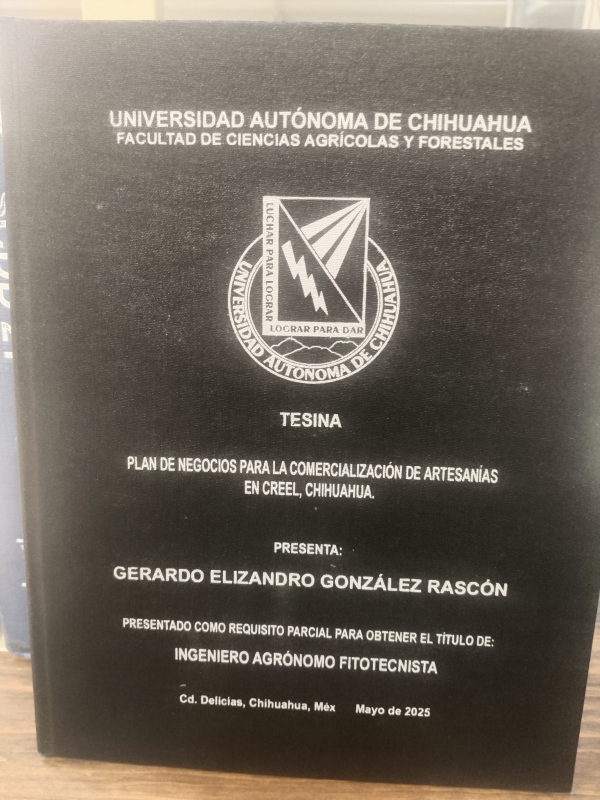 UNIVERSIDAD AUTÓNOMA DE CHIHUAHUA
FACULTAD DE CIENCIAS AGRÍCOLAS Y FORESTALES
LUCHAR PARA LOGRAR
LOGRAR PARA DAR
UNIVERSIDAD AUTONOMA DE CHIHUAHUA
TESINA
PLAN DE NEGOCIOS PARA LA COMERCIALIZACIÓN DE ARTESANÍAS
EN CREEL, CHIHUAHUA.
PRESENTA:
GERARDO ELIZANDRO GONZÁLEZ RASCÓN
PRESENTADO COMO REQUISITO PARCIAL PARA OBTENER EL TÍTULO DE:
INGENIERO AGRÓNOMO FITOTECNISTA
Cd. Delicias, Chihuahua, Méx Mayo de 2025